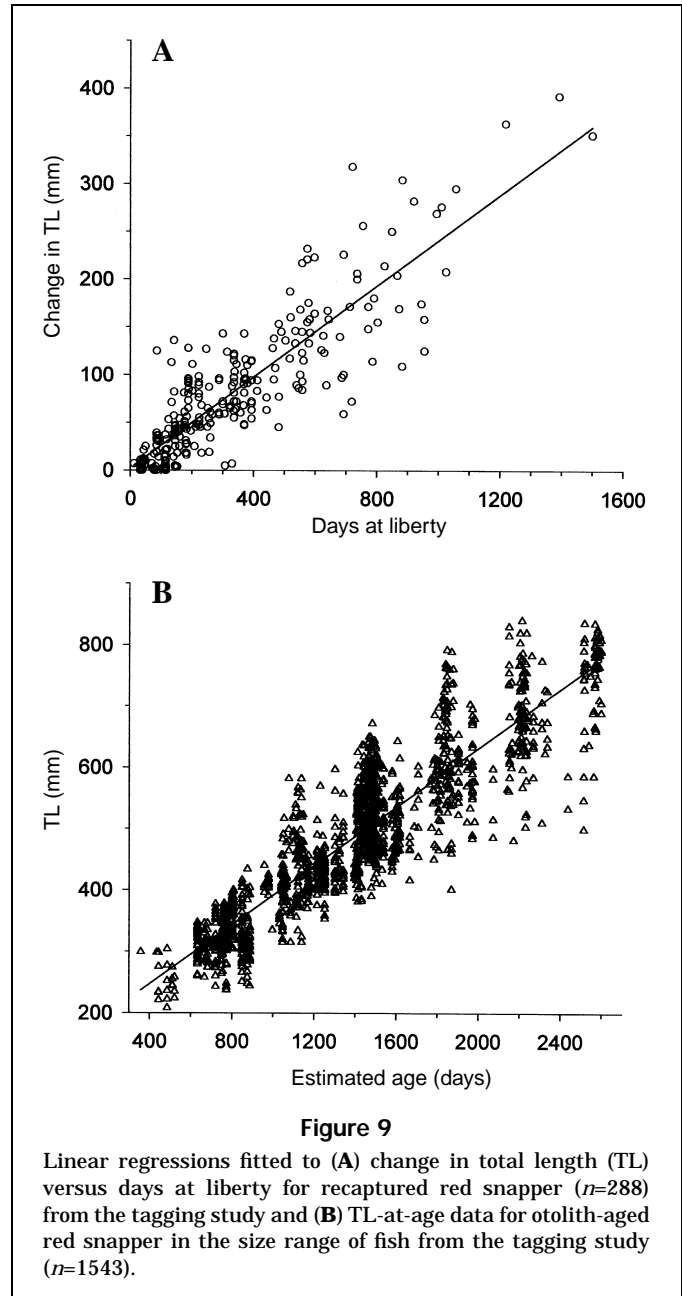 A
400
300
200
100
0
Change in TL (mm)
0 400 800 1200 1600
Days at liberty
B
800
600
400
200
TL (mm)
400 800 1200 1600 2000 2400
Estimated age (days)
Figure 9
Linear regressions fitted to (A) change in total length (TL)
versus days at liberty for recaptured red snapper (n=288)
from the tagging study and (B) TL-at-age data for otolith-aged
red snapper in the size range of fish from the tagging study
(n=1543).